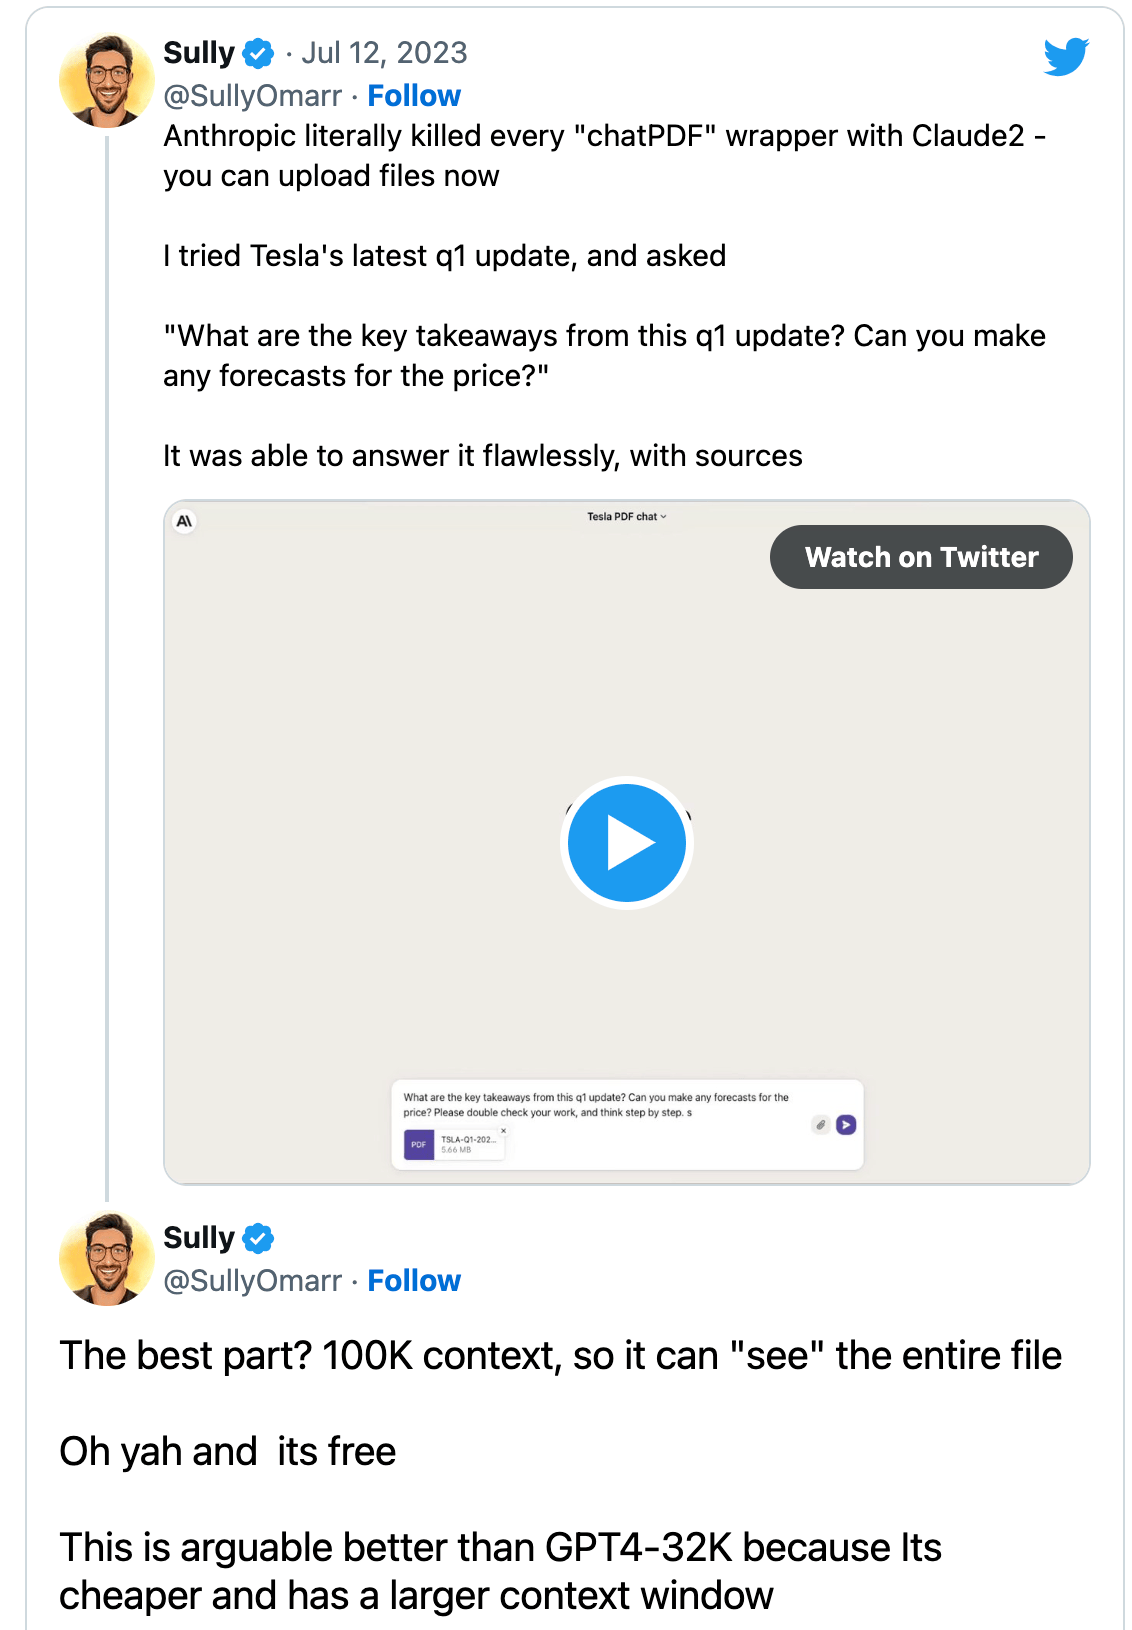 Sully · Jul 12, 2023
@SullyOmarr · Follow
Anthropic literally killed every "chatPDF" wrapper with Claude2 -
you can upload files now
I tried Tesla's latest q1 update, and asked
"What are the key takeaways from this q1 update? Can you make
any forecasts for the price?"
It was able to answer it flawlessly, with sources
A\
Tesla PDF chat
Watch on Twitter
What are the key takeaways from this q1 update? Can you make any forecasts for the
price? Please double check your work, and think step by step. s
PDF
TSLA-Q1-202...
5.66 MB
Sully
@SullyOmarr · Follow
The best part? 100K context, so it can "see" the entire file
Oh yah and  its free
This is arguable better than GPT4-32K because Its
cheaper and has a larger context window